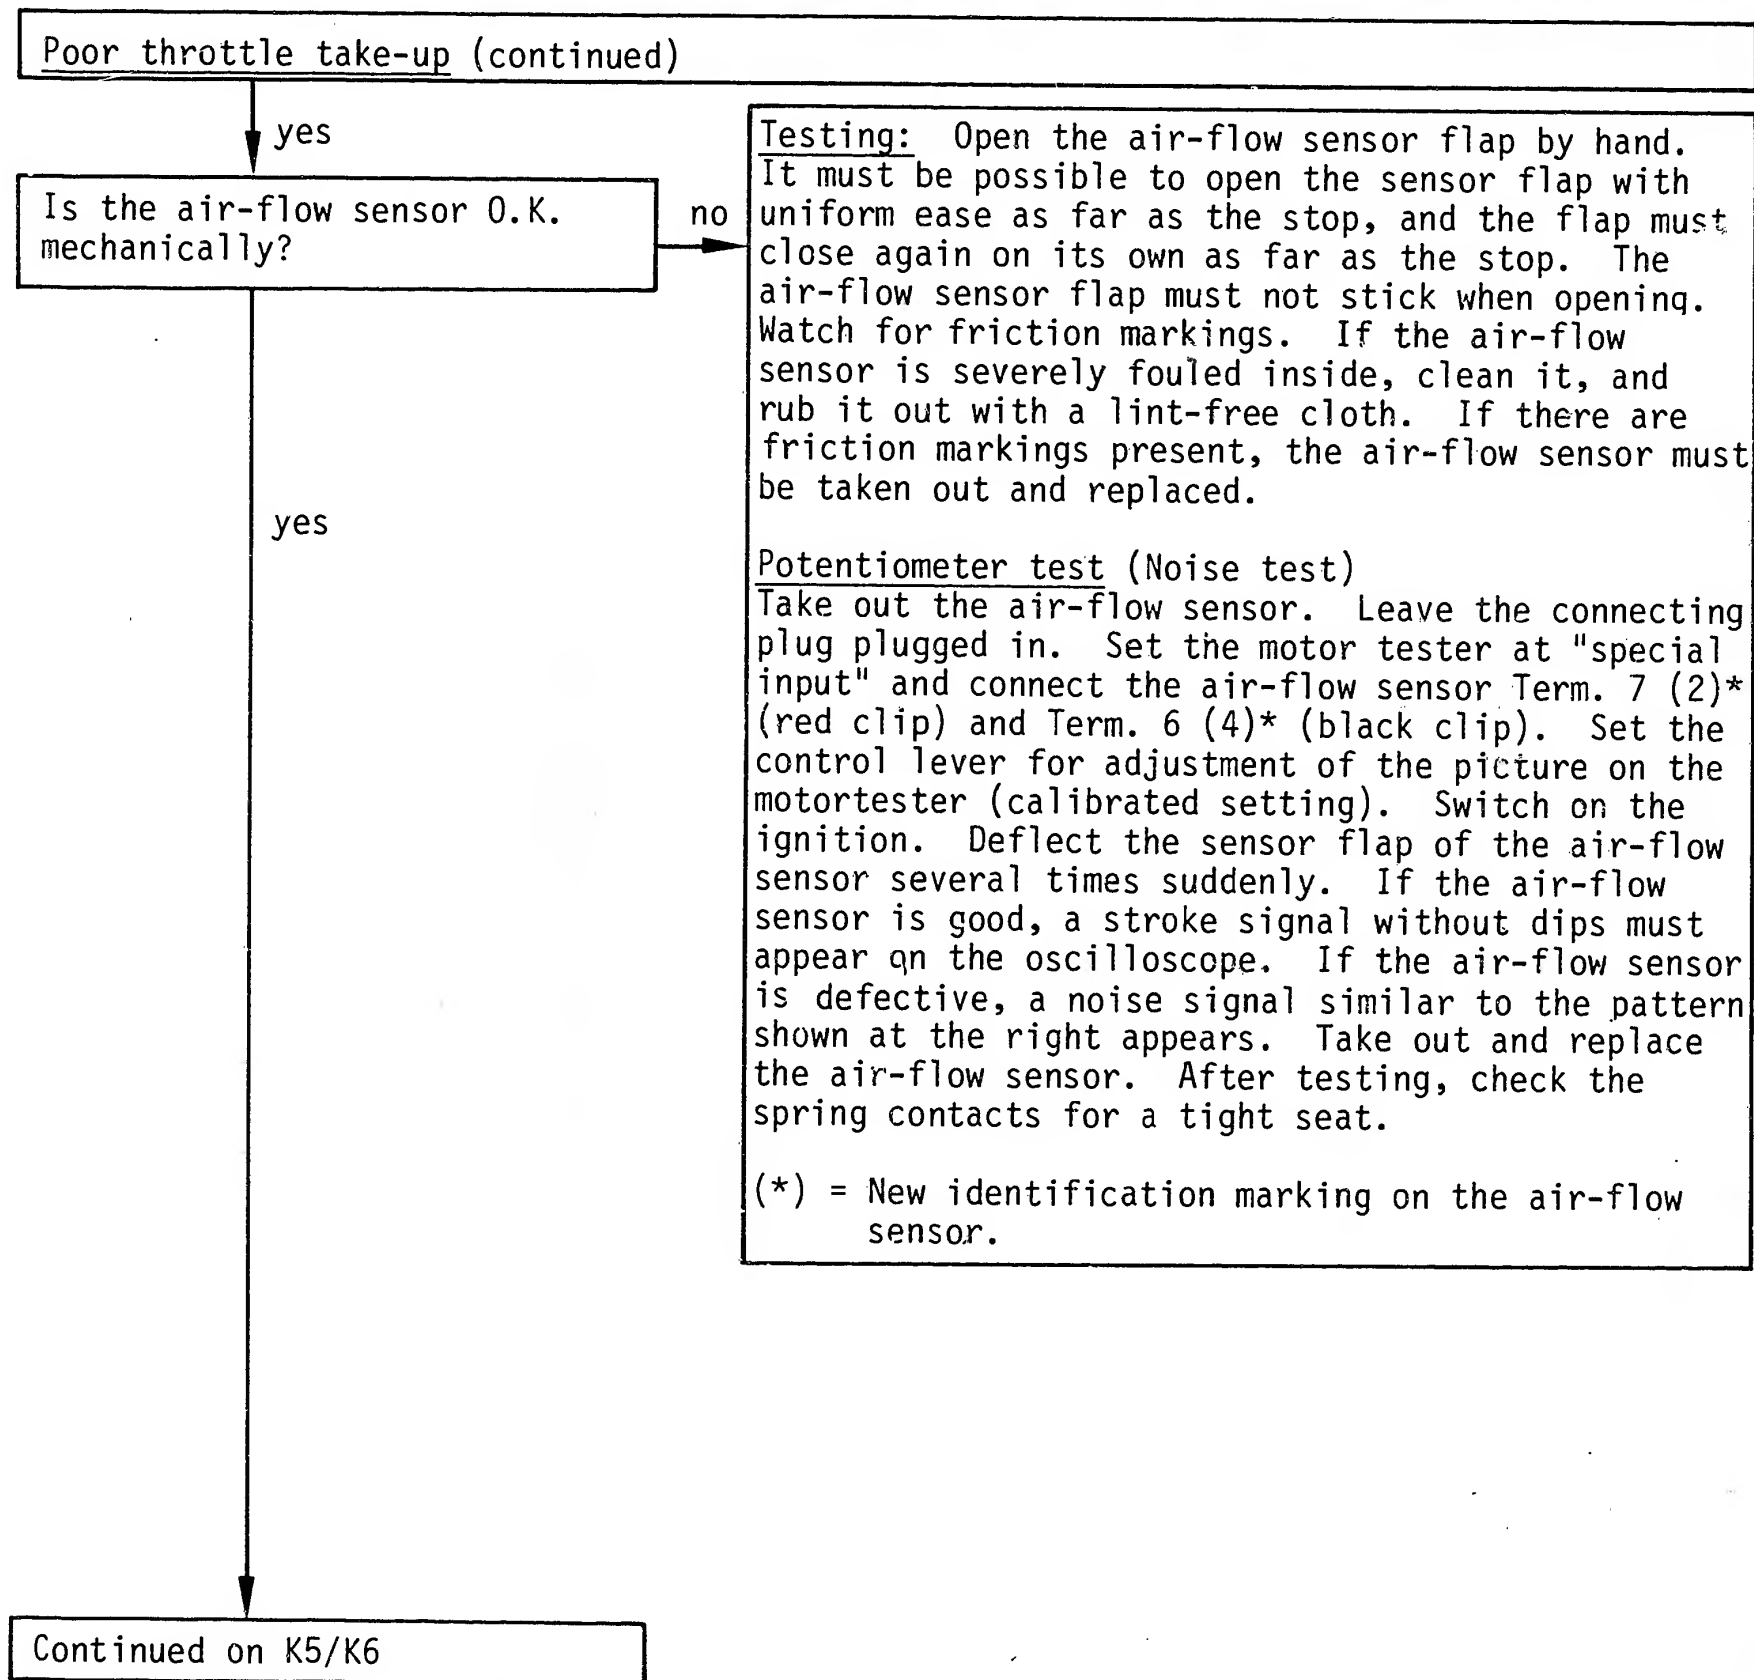 Poor throttle take-up (continued)
yes
Is the air-flow sensor O.K.
mechanically?
no
Testing: Open the air-flow sensor flap by hand.
It must be possible to open the sensor flap with
uniform ease as far as the stop, and the flap must
close again on its own as far as the stop. The
air-flow sensor flap must not stick when opening.
Watch for friction markings. If the air-flow
sensor is severely fouled inside, clean it, and
rub it out with a lint-free cloth. If there are
friction markings present, the air-flow sensor must
be taken out and replaced.
Potentiometer test (Noise test)
Take out the air-flow sensor. Leave the connecting
plug plugged in. Set the motor tester at "special
input" and connect the air-flow sensor Term. 7 (2)*
(red clip) and Term. 6 (4)* (black clip). Set the
control lever for adjustment of the picture on the
motortester (calibrated setting). Switch on the
ignition. Deflect the sensor flap of the air-flow
sensor several times suddenly. If the air-flow
sensor is good, a stroke signal without dips must
appear on the oscilloscope. If the air-flow sensor
is defective, a noise signal similar to the pattern
shown at the right appears. Take out and replace
the air-flow sensor. After testing, check the
spring contacts for a tight seat.
(*) = New identification marking on the air-flow
sensor.
yes
Continued on K5/K6